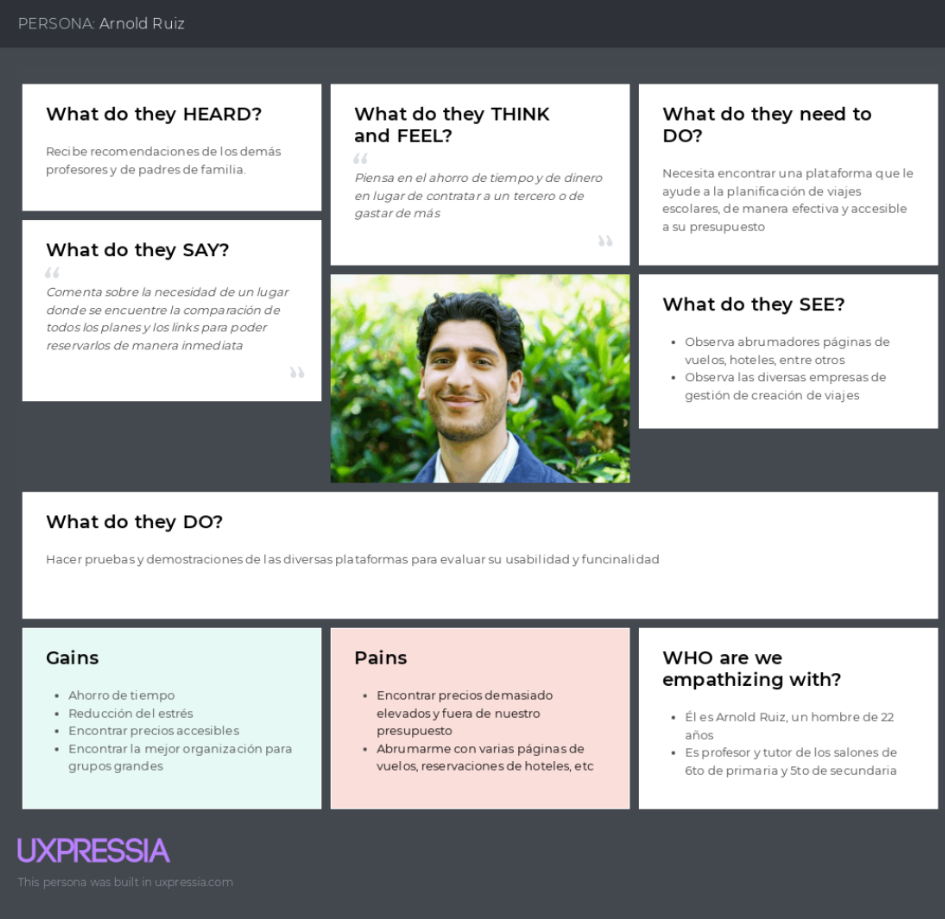 PERSONA: Arnold Ruiz
What do they HEARD?
Recibe recomendaciones de los demás
profesores y de padres de familia.
What do they SAY?
“
Comenta sobre la necesidad de un lugar
donde se encuentre la comparación de
todos los planes y los links para poder
reservarlos de manera inmediata
”
What do they THINK
and FEEL?
“
Piensa en el ahorro de tiempo y de dinero
en lugar de contratar a un tercero o de
gastar de más
”
What do they need to
DO?
Necesita encontrar una plataforma que le
ayude a la planificación de viajes
escolares, de manera efectiva y accesible
a su presupuesto
What do they SEE?
• Observa abrumadores páginas de
vuelos, hoteles, entre otros
• Observa las diversas empresas de
gestión de creación de viajes
What do they DO?
Hacer pruebas y demostraciones de las diversas plataformas para evaluar su usabilidad y funcinalidad
Gains
• Ahorro de tiempo
• Reducción del estrés
• Encontrar precios accesibles
• Encontrar la mejor organización para
grupos grandes
Pains
• Encontrar precios demasiado
elevados y fuera de nuestro
presupuesto
• Abrumarme con varias páginas de
vuelos, reservaciones de hoteles, etc
WHO are we
empathizing with?
• Él es Arnold Ruiz, un hombre de 22
años
• Es profesor y tutor de los salones de
6to de primaria y 5to de secundaria
UXPRESSIA
This persona was built in uxpressia.com